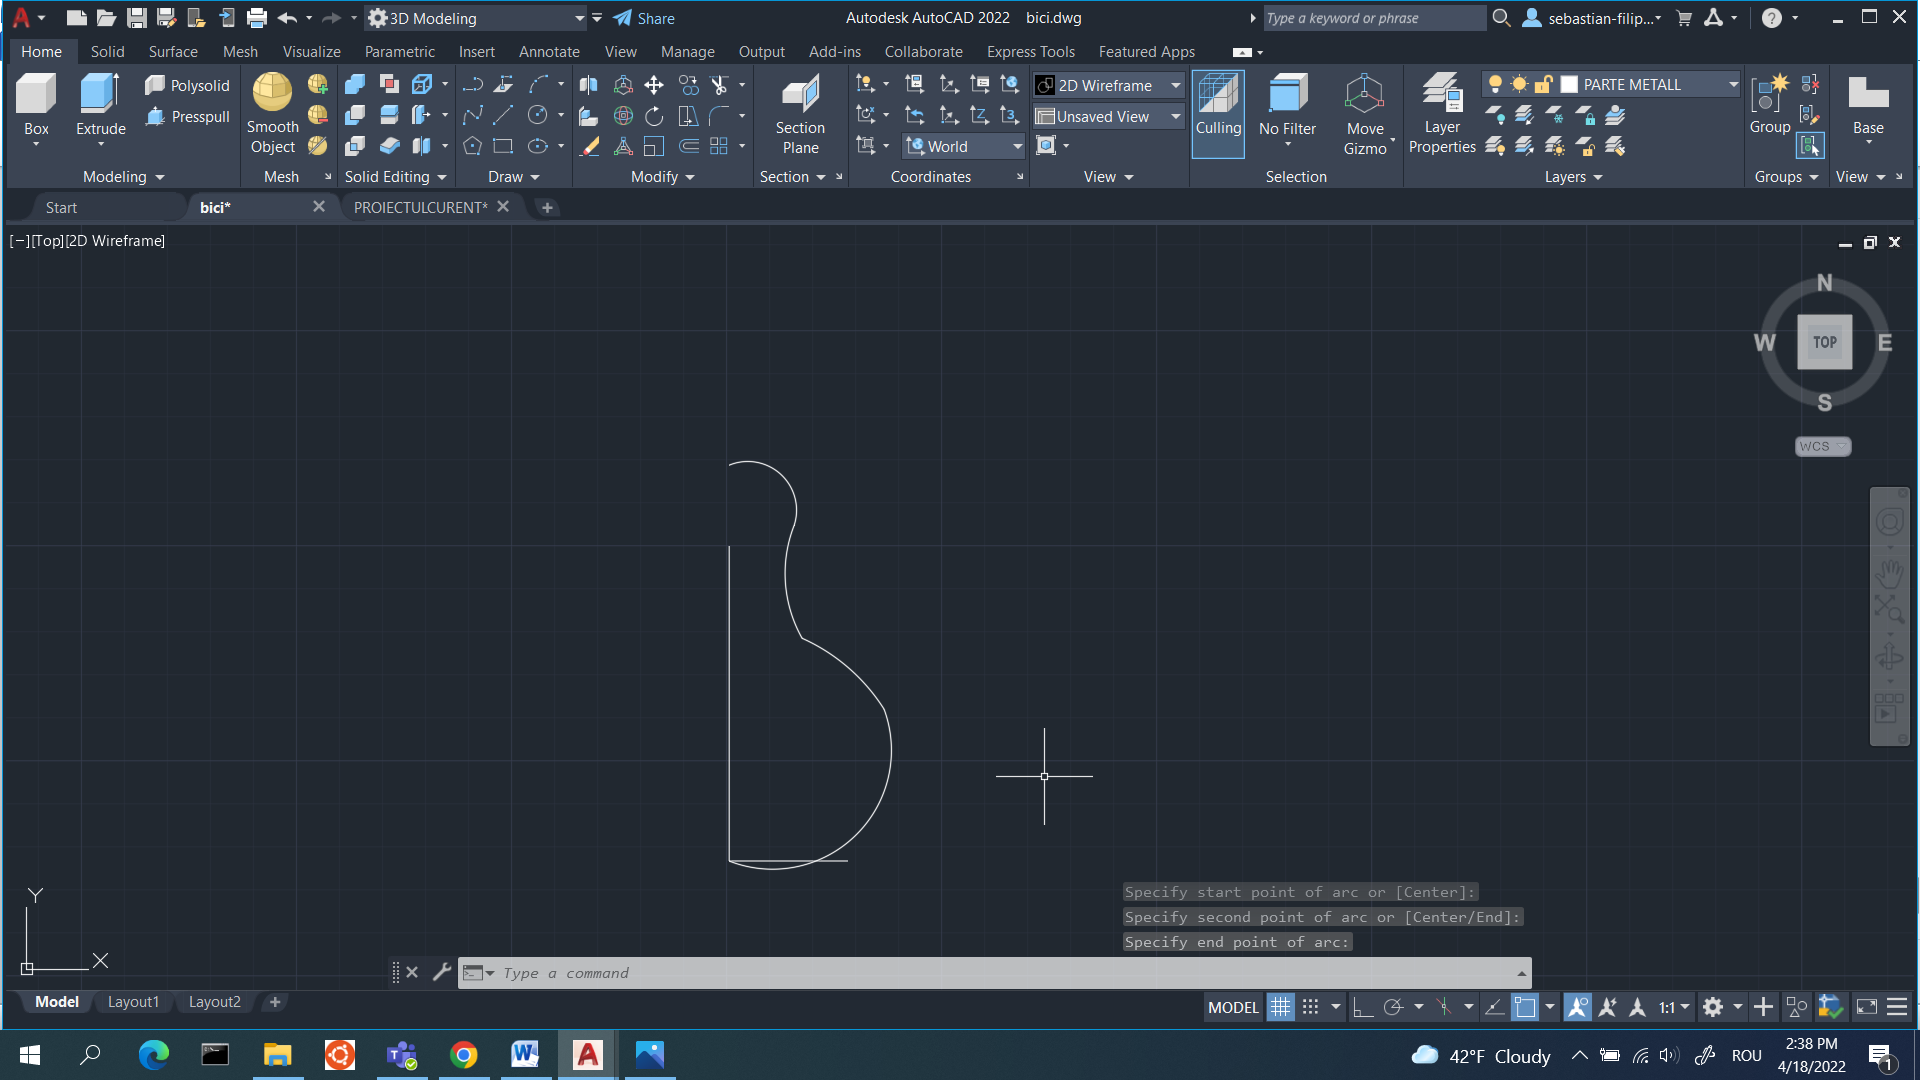 3D Modeling
Share
Autodesk AutoCAD 2022 bici.dwg
Type a keyword or phrase
sebastian-filip...
Home Solid Surface Mesh Visualize Parametric Insert Annotate View Manage Output Add-ins Collaborate Express Tools Featured Apps
Box
Extrude
Polysolid
Presspull
Smooth
Object
Section
Plane
World
2D Wireframe
Unsaved View
Culling
No Filter
Move
Gizmo
Layer
Properties
PARTE METALL
Group
Base
Modeling
Mesh
Solid Editing
Draw
Modify
Section
Coordinates
View
Selection
Layers
Groups
View
Start
bici*
PROIECTULCURENT*
[−][Top][2D Wireframe]
N
W
TOP
E
S
WCS
Y
X
Specify start point of arc or [Center]:
Specify second point of arc or [Center/End]:
Specify end point of arc:
Type a command
Model Layout1 Layout2
MODEL
1:1
42°F Cloudy
ROU
2:38 PM
4/18/2022
1